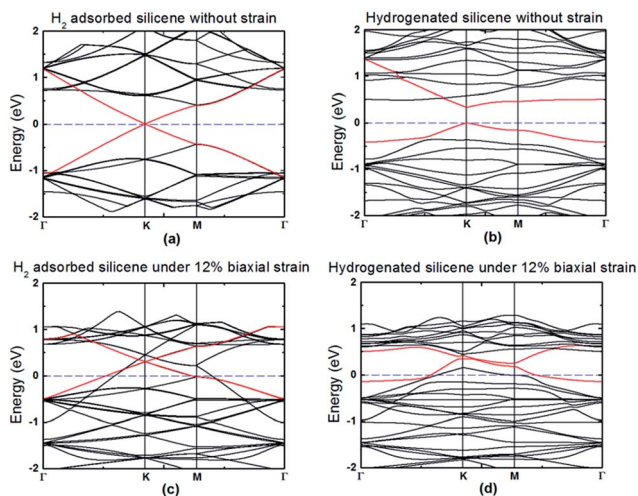 H2 adsorbed silicene without strain
Hydrogenated silicene without strain
Energy (eV)
2
1
0
-1
-2
Γ K M Γ
(a)
Energy (eV)
2
1
0
-1
-2
Γ K M Γ
(b)
H2 adsorbed silicene under 12% biaxial strain
Hydrogenated silicene under 12% biaxial strain
Energy (eV)
2
1
0
-1
-2
Γ K M Γ
(c)
Energy (eV)
2
1
0
-1
-2
Γ K M Γ
(d)